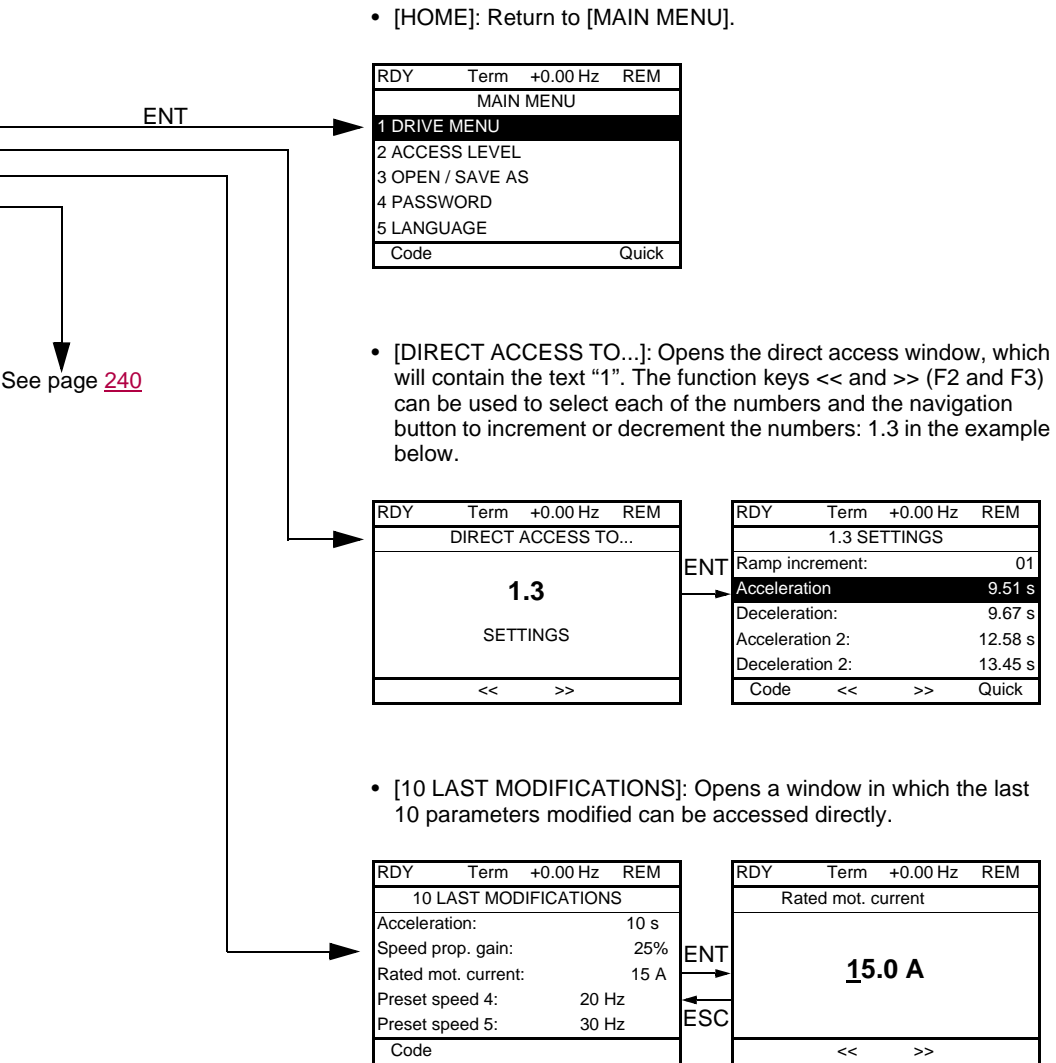 • [HOME]: Return to [MAIN MENU].
ENT
RDY Term +0.00 Hz REM
MAIN MENU
1 DRIVE MENU
2 ACCESS LEVEL
3 OPEN / SAVE AS
4 PASSWORD
5 LANGUAGE
Code Quick
See page 240
• [DIRECT ACCESS TO...]: Opens the direct access window, which
will contain the text “1”. The function keys << and >> (F2 and F3)
can be used to select each of the numbers and the navigation
button to increment or decrement the numbers: 1.3 in the example
below.
RDY Term +0.00 Hz REM
DIRECT ACCESS TO...
1.3
SETTINGS
<< >>
ENT
RDY Term +0.00 Hz REM
1.3 SETTINGS
Ramp increment: 01
Acceleration 9.51 s
Deceleration: 9.67 s
Acceleration 2: 12.58 s
Deceleration 2: 13.45 s
Code << >> Quick
• [10 LAST MODIFICATIONS]: Opens a window in which the last
10 parameters modified can be accessed directly.
RDY Term +0.00 Hz REM
10 LAST MODIFICATIONS
Acceleration: 10 s
Speed prop. gain: 25%
Rated mot. current: 15 A
Preset speed 4: 20 Hz
Preset speed 5: 30 Hz
Code
ENT
ESC
RDY Term +0.00 Hz REM
Rated mot. current
15.0 A
<< >>